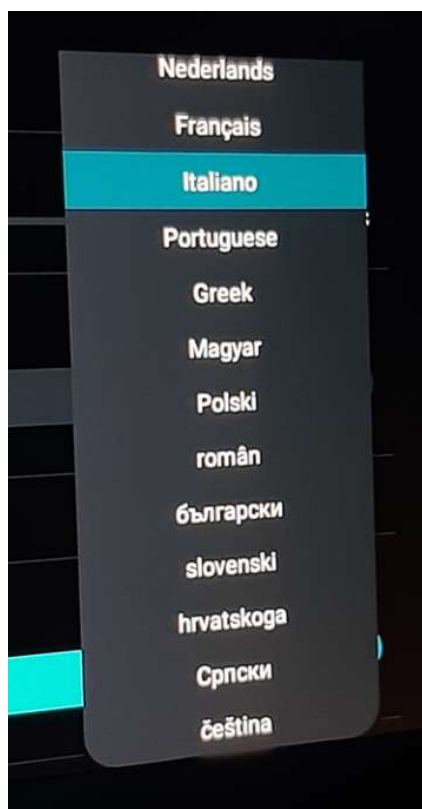 Nederlands
Français
Italiano
Portuguese
Greek
Magyar
Polski
român
български
slovenski
hrvatskoga
Српски
čeština